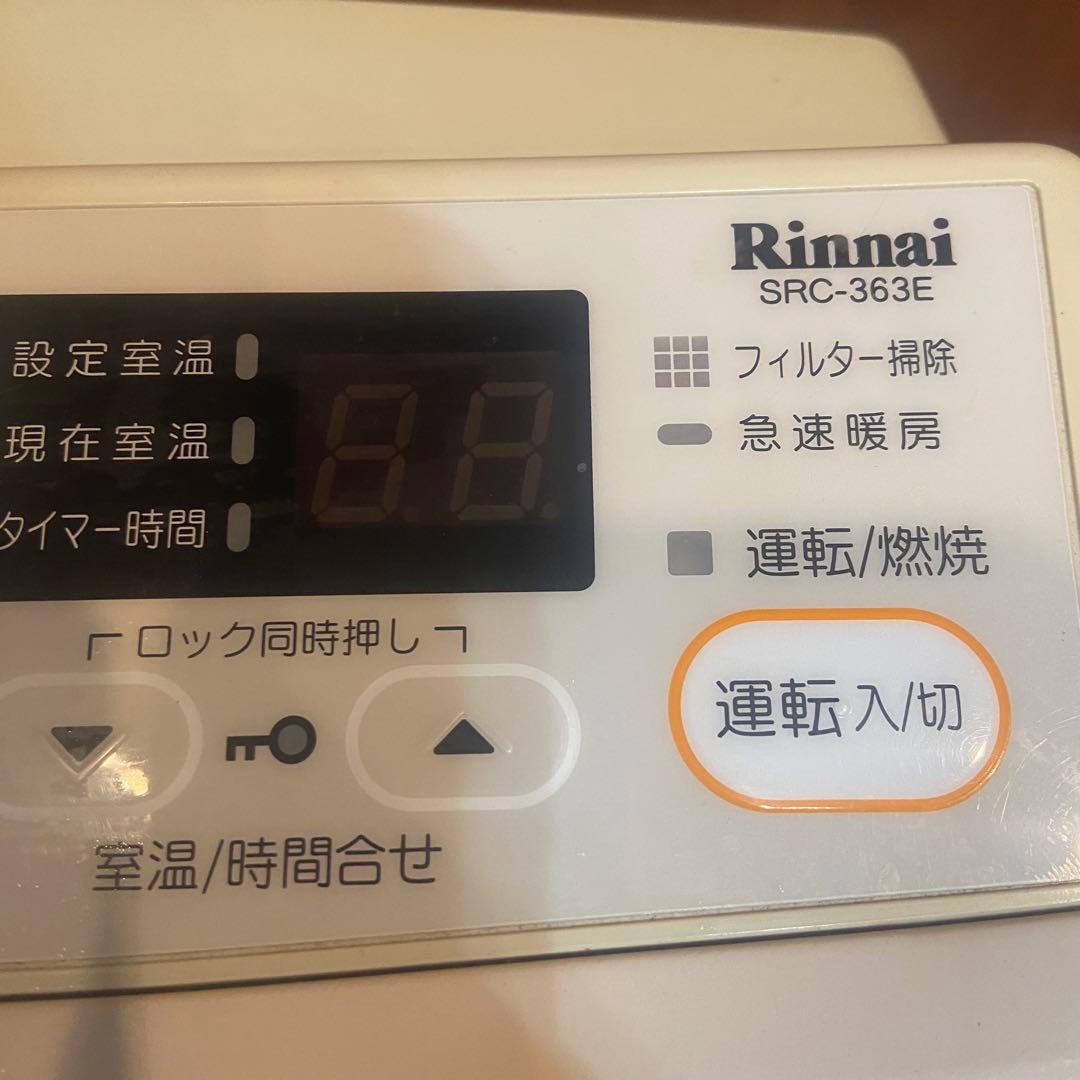 Rinnai
SRC-363E
設定室温
現在室温
タイマー時間
フィルター掃除
急速暖房
運転/燃焼
ロック同時押し
運転 入/切
室温/時間合せ